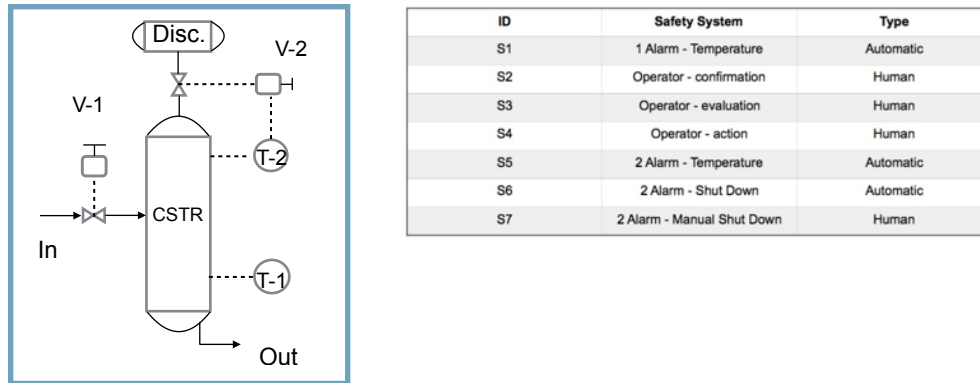 Disc.
V-2
V-1
T-2
CSTR
In
T-1
Out
ID Safety System Type
S1 1 Alarm - Temperature Automatic
S2 Operator - confirmation Human
S3 Operator - evaluation Human
S4 Operator - action Human
S5 2 Alarm - Temperature Automatic
S6 2 Alarm - Shut Down Automatic
S7 2 Alarm - Manual Shut Down Human